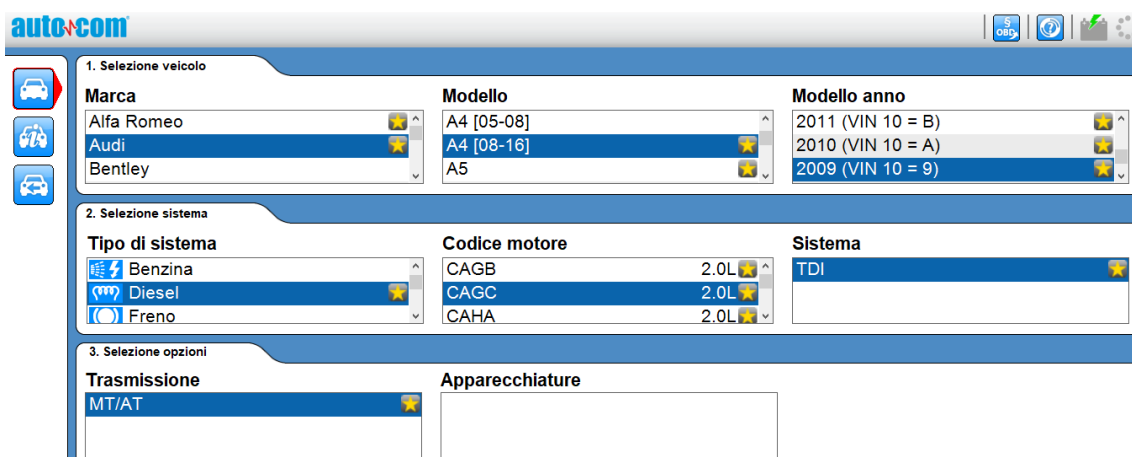 autocom
§
OBD
1. Selezione veicolo
Marca Modello Modello anno
Alfa Romeo A4 [05-08] 2011 (VIN 10 = B)
Audi A4 [08-16] 2010 (VIN 10 = A)
Bentley A5 2009 (VIN 10 = 9)
2. Selezione sistema
Tipo di sistema Codice motore Sistema
Benzina CAGB 2.0L TDI
Diesel CAGC 2.0L
Freno CAHA 2.0L
3. Selezione opzioni
Trasmissione Apparecchiature
MT/AT